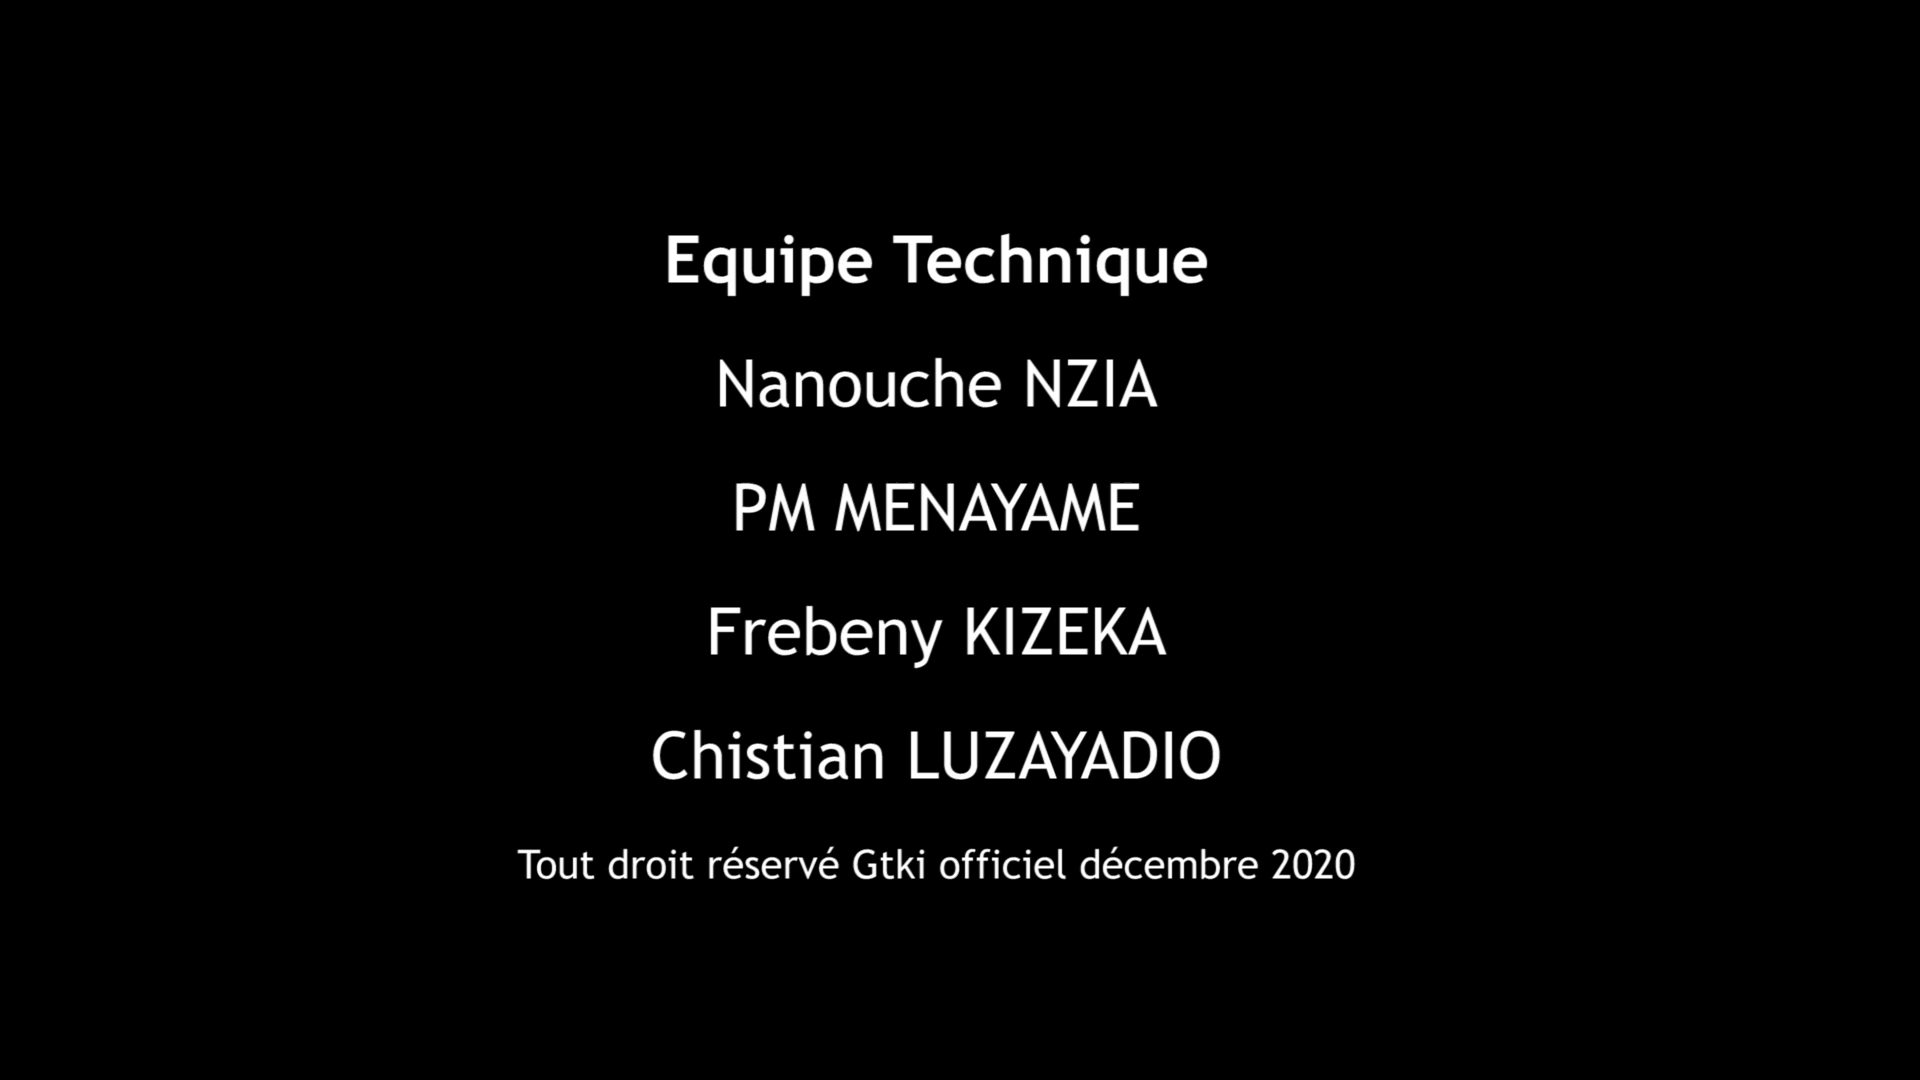 Equipe Technique
Nanouche NZIA
PM MENAYAME
Frebeny KIZEKA
Chistian LUZAYADIO
Tout droit réservé Gtki officiel décembre 2020